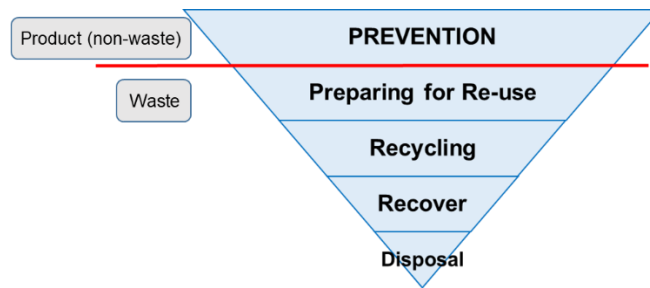 Product (non-waste)
PREVENTION
Waste
Preparing for Re-use
Recycling
Recover
Disposal